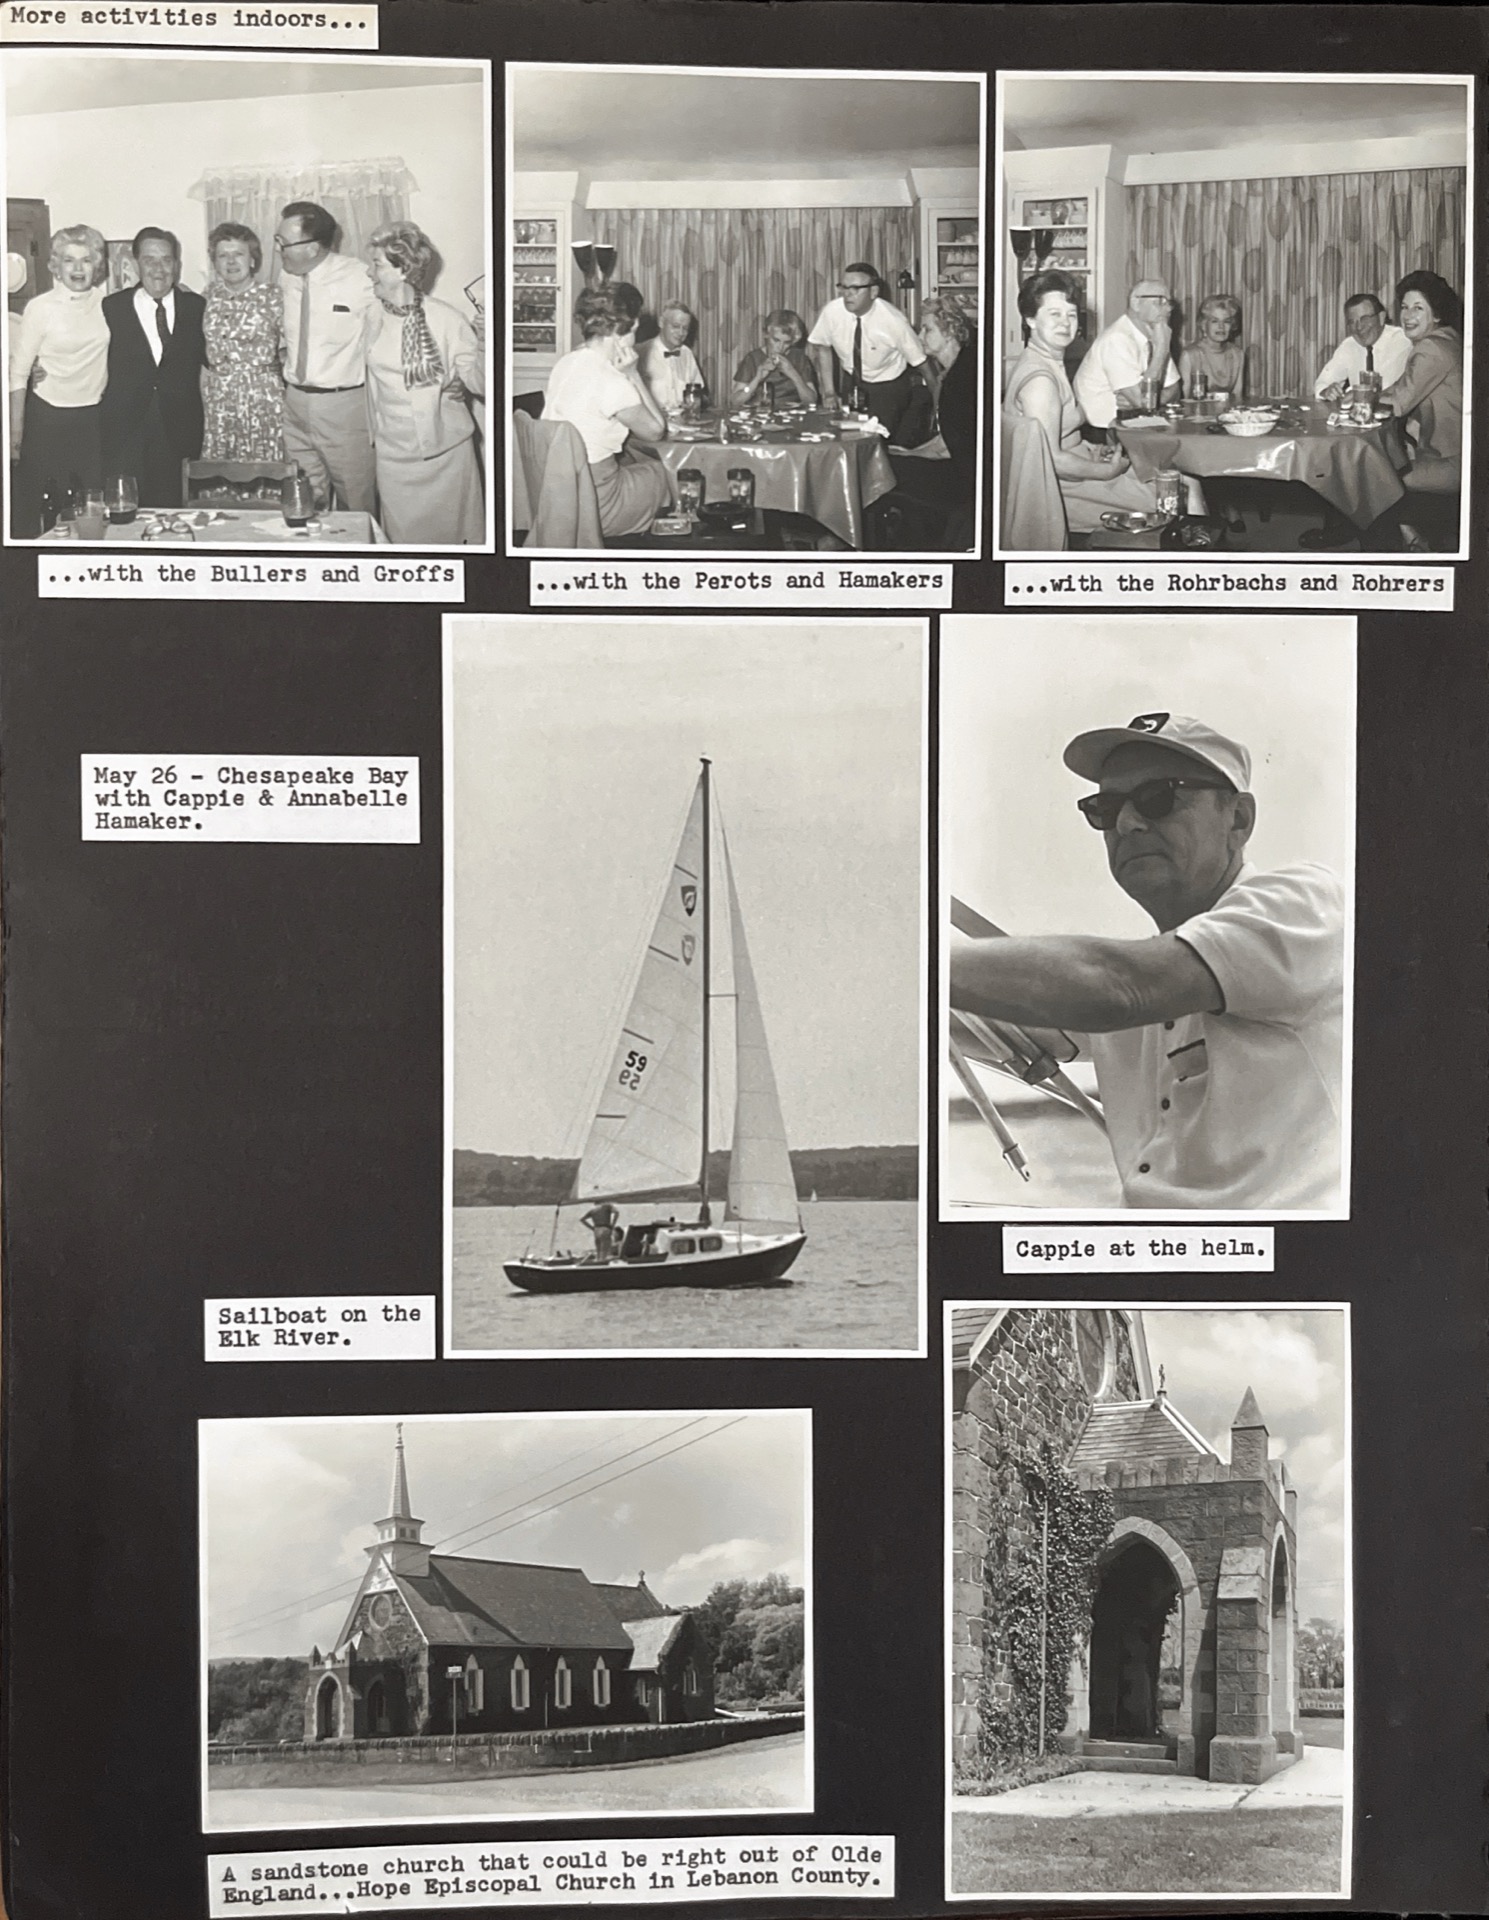 More activities indoors...
...with the Bullers and Groffs
...with the Perots and Hamakers
...with the Rohrbachs and Rohrers
May 26 - Chesapeake Bay
with Cappie & Annabelle
Hamaker.
59
Cappie at the helm.
Sailboat on the
Elk River.
A sandstone church that could be right out of Olde
England...Hope Episcopal Church in Lebanon County.